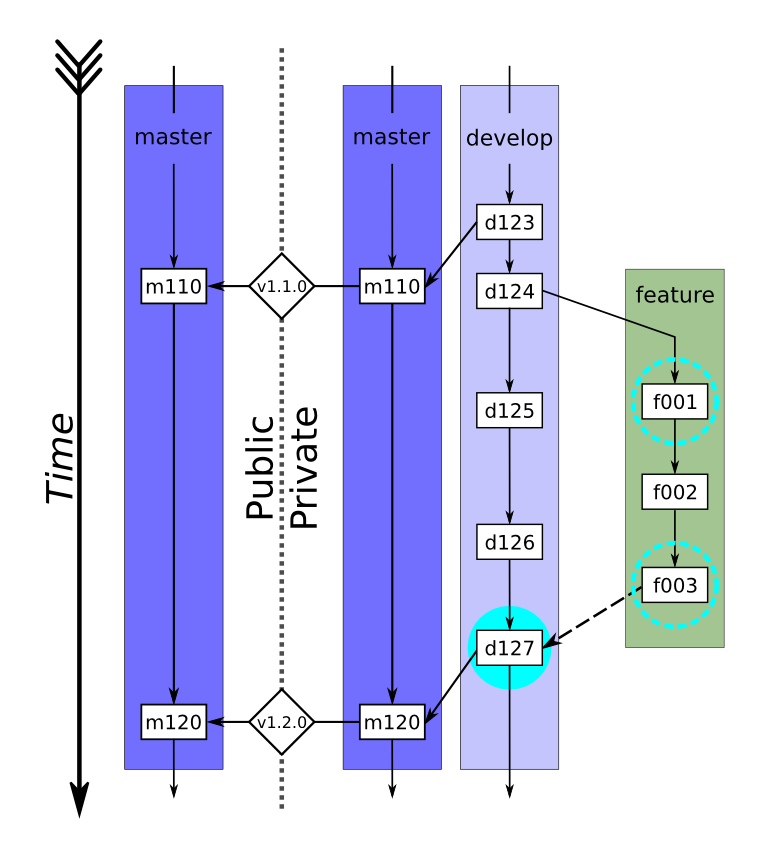 master
master
develop
d123
m110
v1.1.0
m110
d124
feature
f001
d125
Time
Public
Private
f002
d126
f003
d127
m120
v1.2.0
m120